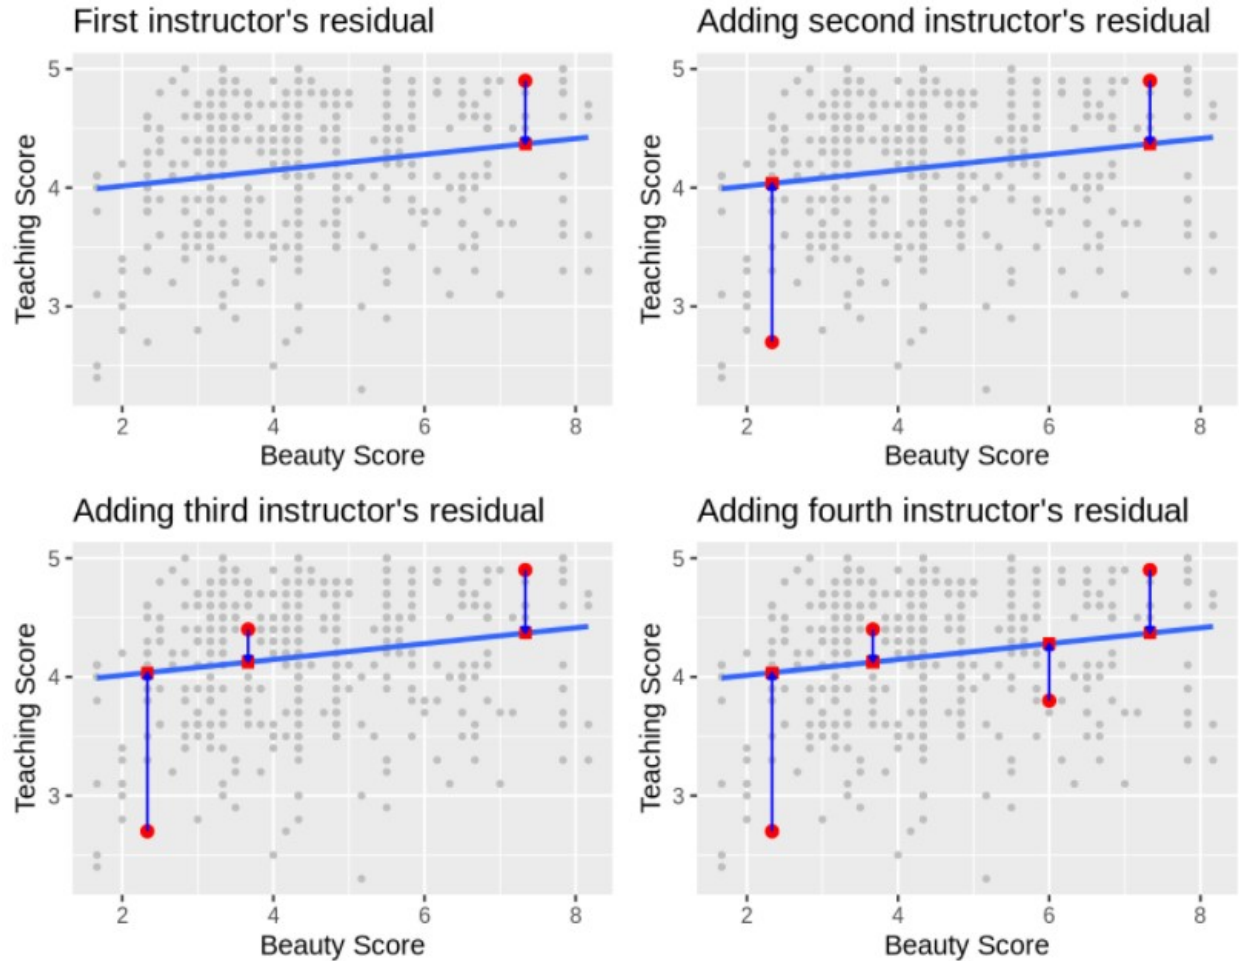 First instructor's residual
Adding second instructor's residual
Teaching Score
5
4
3
2
4
6
8
Beauty Score
Teaching Score
5
4
3
2
4
6
8
Beauty Score
Adding third instructor's residual
Adding fourth instructor's residual
Teaching Score
5
4
3
2
4
6
8
Beauty Score
Teaching Score
5
4
3
2
4
6
8
Beauty Score